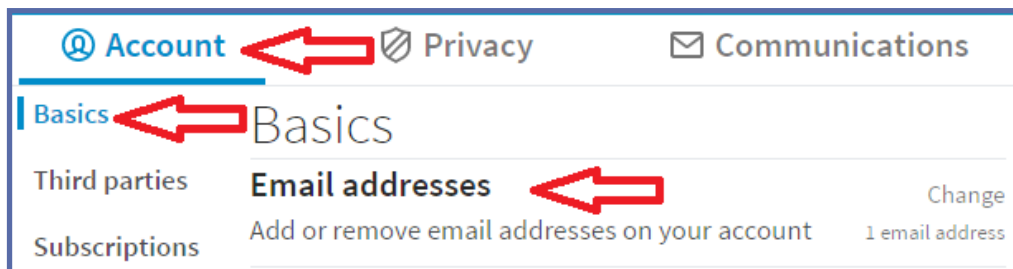 Account Privacy Communications
Basics
Basics
Third parties
Email addresses
Change
Add or remove email addresses on your account
1 email address
Subscriptions